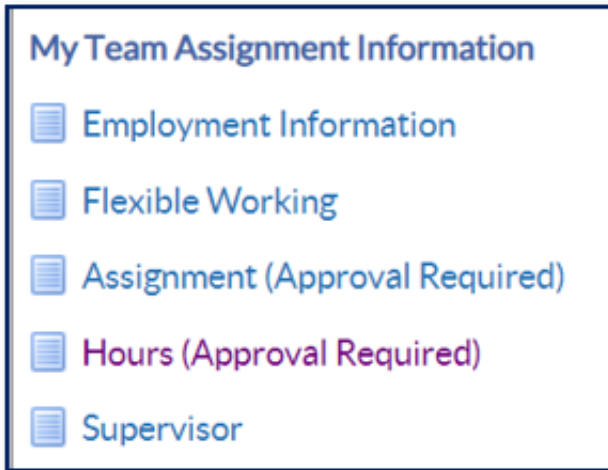 My Team Assignment Information
Employment Information
Flexible Working
Assignment (Approval Required)
Hours (Approval Required)
Supervisor